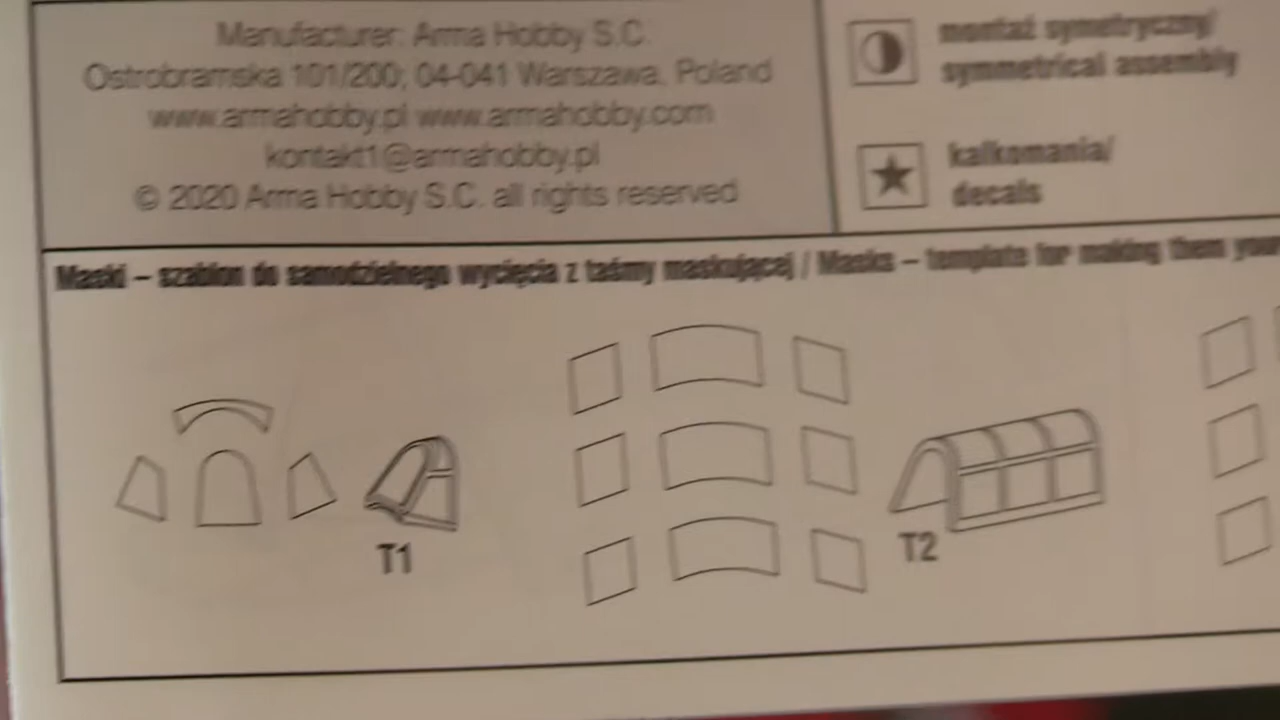 Manufacturer: Arma Hobby S.C.
Ostrobramska 101/200; 04-041 Warszawa, Poland
www.armahobby.pl www.armahobby.com
kontakt1@armahobby.pl
© 2020 Arma Hobby S.C. all rights reserved
montaż symetryczny/
symmetrical assembly
kalkomania/
decals
Maski – szablon do samodzielnego wycięcia z taśmy maskującej / Masks – template for making them your
T1
T2